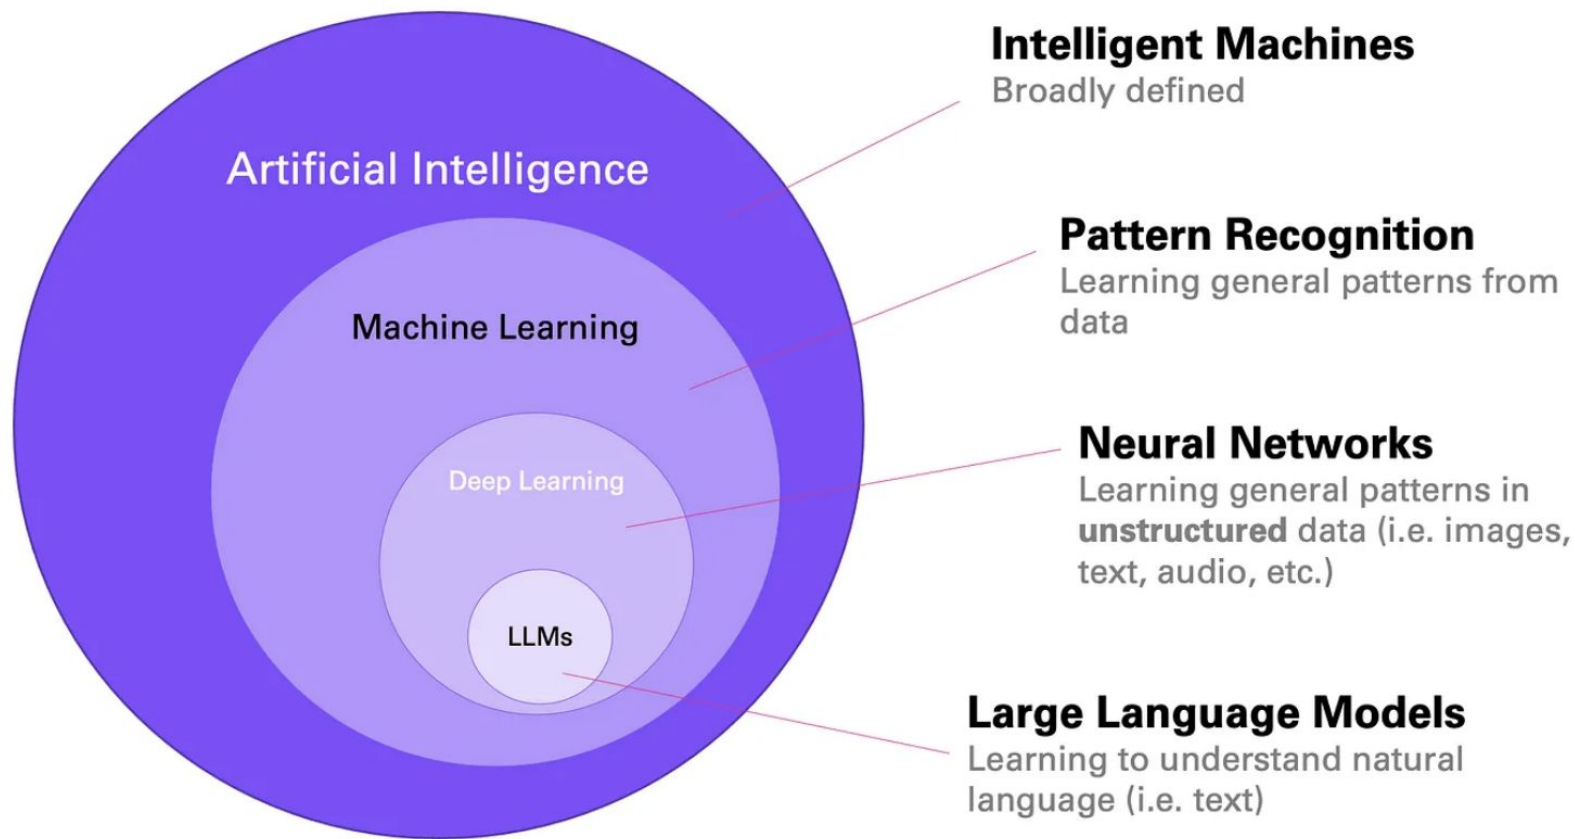 Intelligent Machines
Broadly defined
Artificial Intelligence
Pattern Recognition
Learning general patterns from
data
Machine Learning
Neural Networks
Learning general patterns in
unstructured data (i.e. images,
text, audio, etc.)
Deep Learning
LLMs
Large Language Models
Learning to understand natural
language (i.e. text)